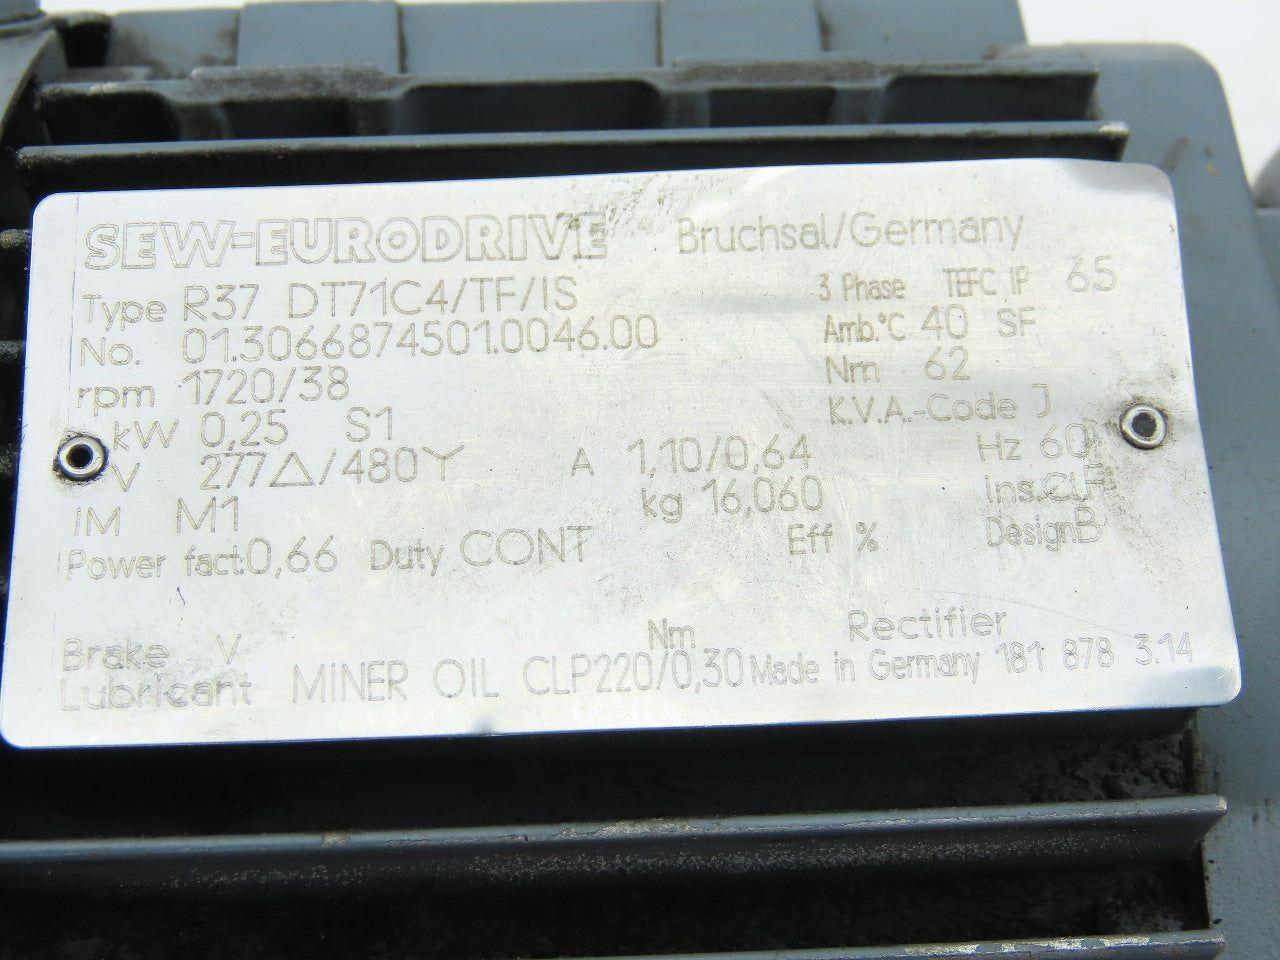 SEW-EURODRIVE Bruchsal/Germany
Type R37 DT71C4/TF/IS 3 Phase TEFC IP 65
No. 01.3066874501.0046.00 Amb.°C 40 SF
rpm 1720/38 Nm 62
kW 0,25 S1 K.V.A.-Code J
V 277△/480Y A 1,10/0,64 Hz 60
IM M1 kg 16,060 Ins.Cl.
Power fact.0,66 Duty CONT Eff % Design B
Brake V Nm Rectifier
Lubricant MINER OIL CLP220/0,30 Made in Germany 181 878 3.14